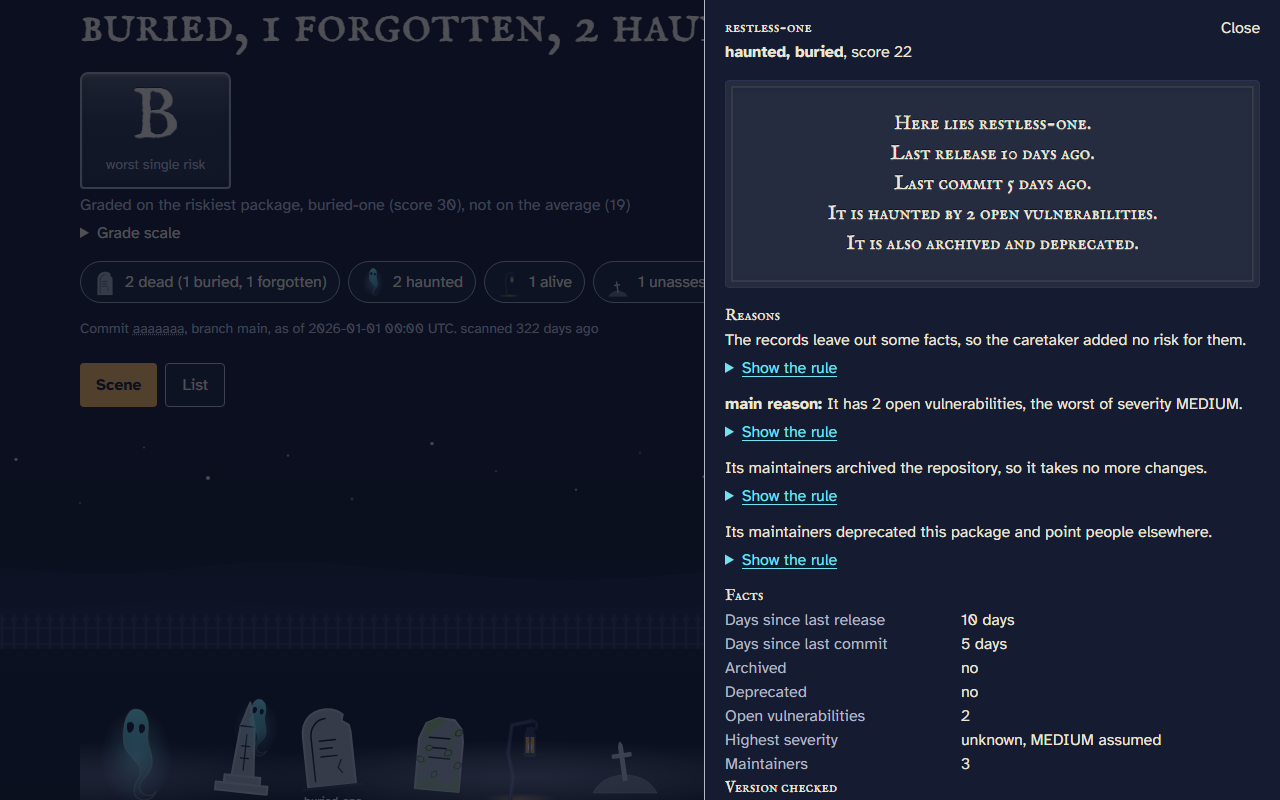 BURIED, 1 FORGOTTEN, 2
B
worst single risk
Graded on the riskiest package, buried-one (score 30), not on the average (19)
Grade scale
2 dead (1 buried, 1 forgotten)
2 haunted
1 alive
1
Commit aaaaaaa, branch main, as of 2026-01-01 00:00 UTC. scanned 322 days ago
Scene
List
restless-one
Close
haunted, buried, score 22
Here lies restless-one.
Last release 10 days ago.
Last commit 5 days ago.
It is haunted by 2 open vulnerabilities.
It is also archived and deprecated.
Reasons
The records leave out some facts, so the caretaker added no risk for them.
Show the rule
main reason: It has 2 open vulnerabilities, the worst of severity MEDIUM.
Show the rule
Its maintainers archived the repository, so it takes no more changes.
Show the rule
Its maintainers deprecated this package and point people elsewhere.
Show the rule
Facts
Days since last release 10 days
Days since last commit 5 days
Archived no
Deprecated no
Open vulnerabilities 2
Highest severity unknown, MEDIUM assumed
Maintainers 3
Version checked